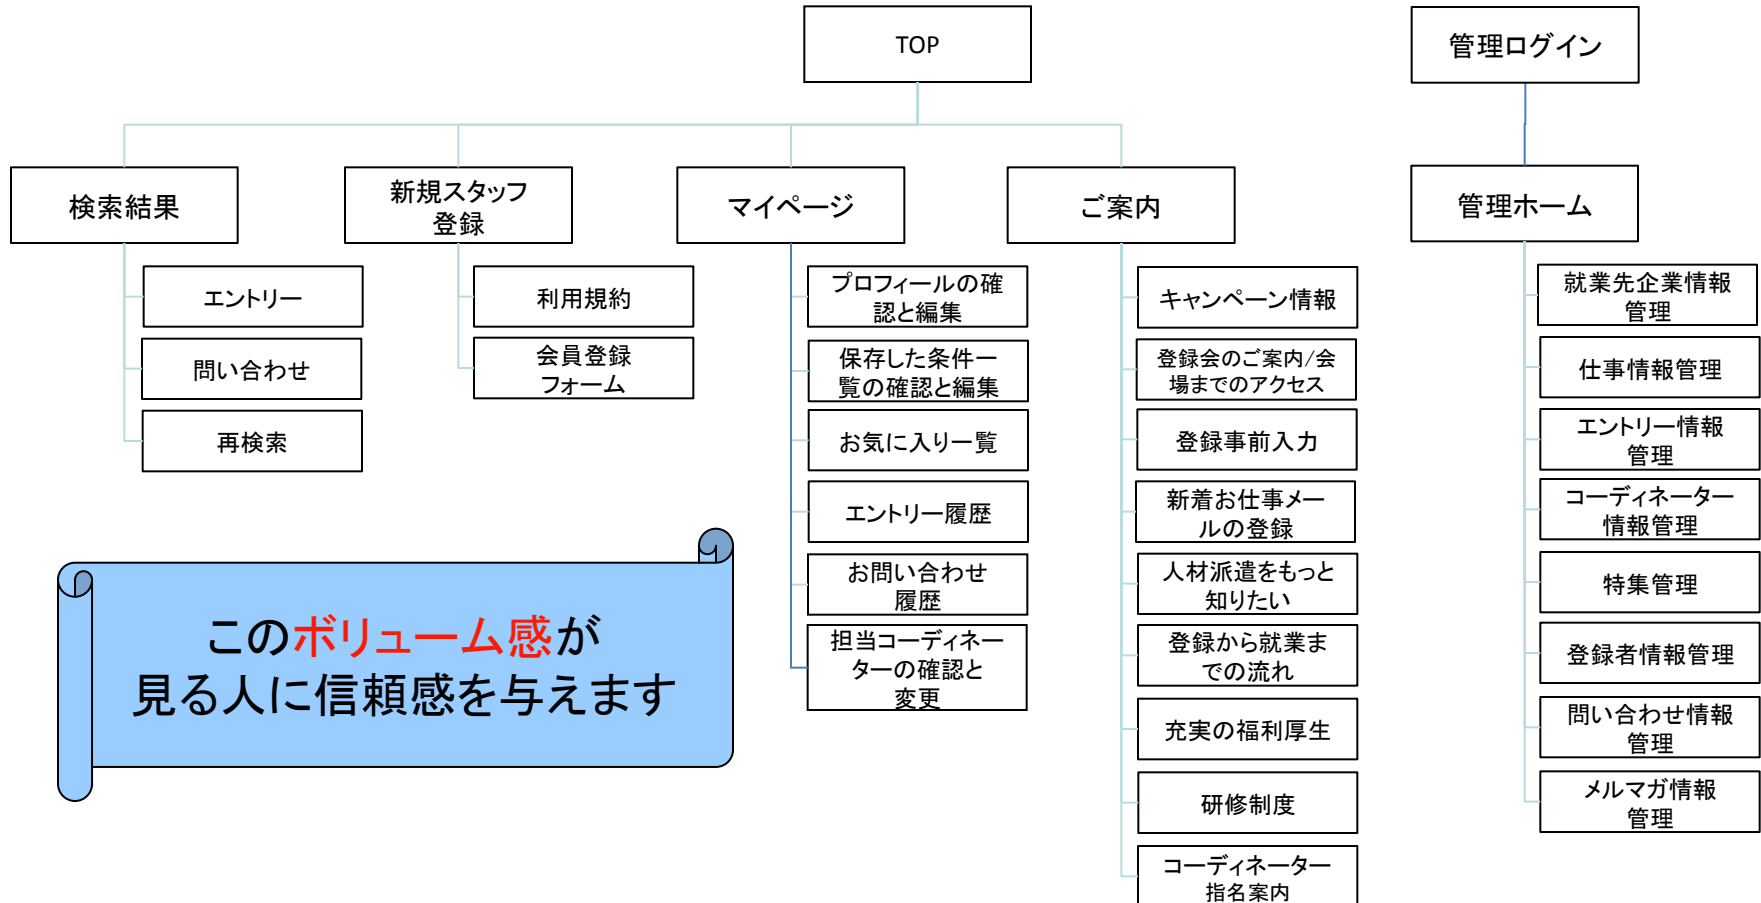 TOP
管理ログイン
検索結果
新規スタッフ
登録
マイページ
ご案内
管理ホーム
エントリー
問い合わせ
再検索
利用規約
会員登録
フォーム
プロフィールの確
認と編集
保存した条件一
覧の確認と編集
お気に入り一覧
エントリー履歴
お問い合わせ
履歴
担当コーディネー
ターの確認と
変更
キャンペーン情報
登録会のご案内/会
場までのアクセス
登録事前入力
新着お仕事メー
ルの登録
人材派遣をもっと
知りたい
登録から就業ま
での流れ
充実の福利厚生
研修制度
コーディネーター
指名案内
就業先企業情報
管理
仕事情報管理
エントリー情報
管理
コーディネーター
情報管理
特集管理
登録者情報管理
問い合わせ情報
管理
メルマガ情報
管理
このボリューム感が
見る人に信頼感を与えます